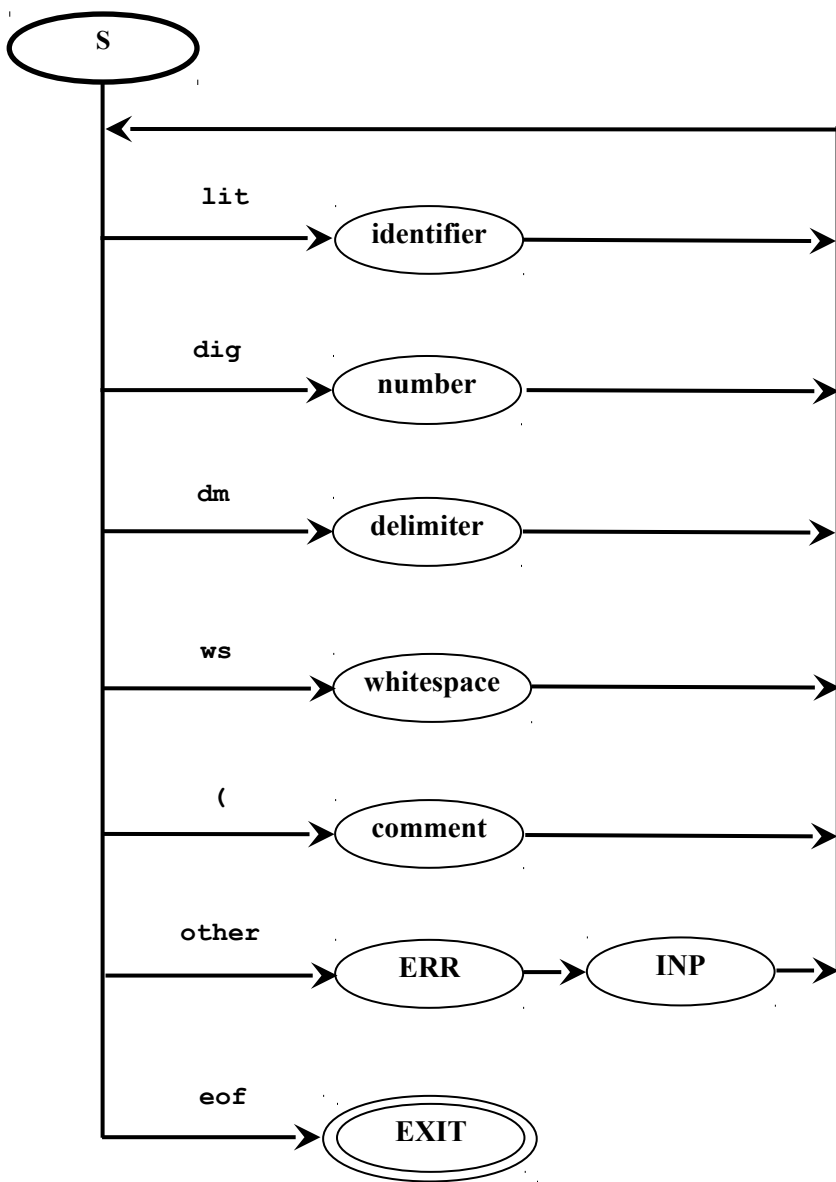 S
lit
identifier
dig
number
dm
delimiter
ws
whitespace
(
comment
other
ERR
INP
eof
EXIT